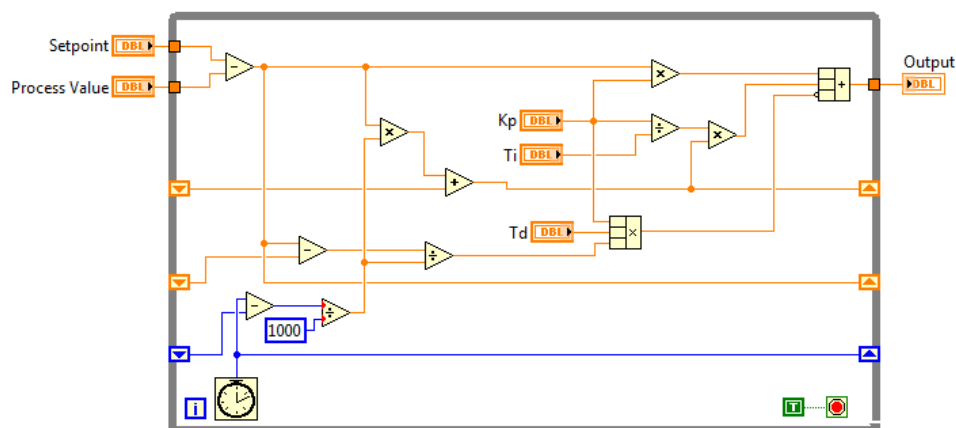 Setpoint
DBL
Process Value
DBL
Output
DBL
Kp
DBL
Ti
DBL
Td
DBL
1000
i
T